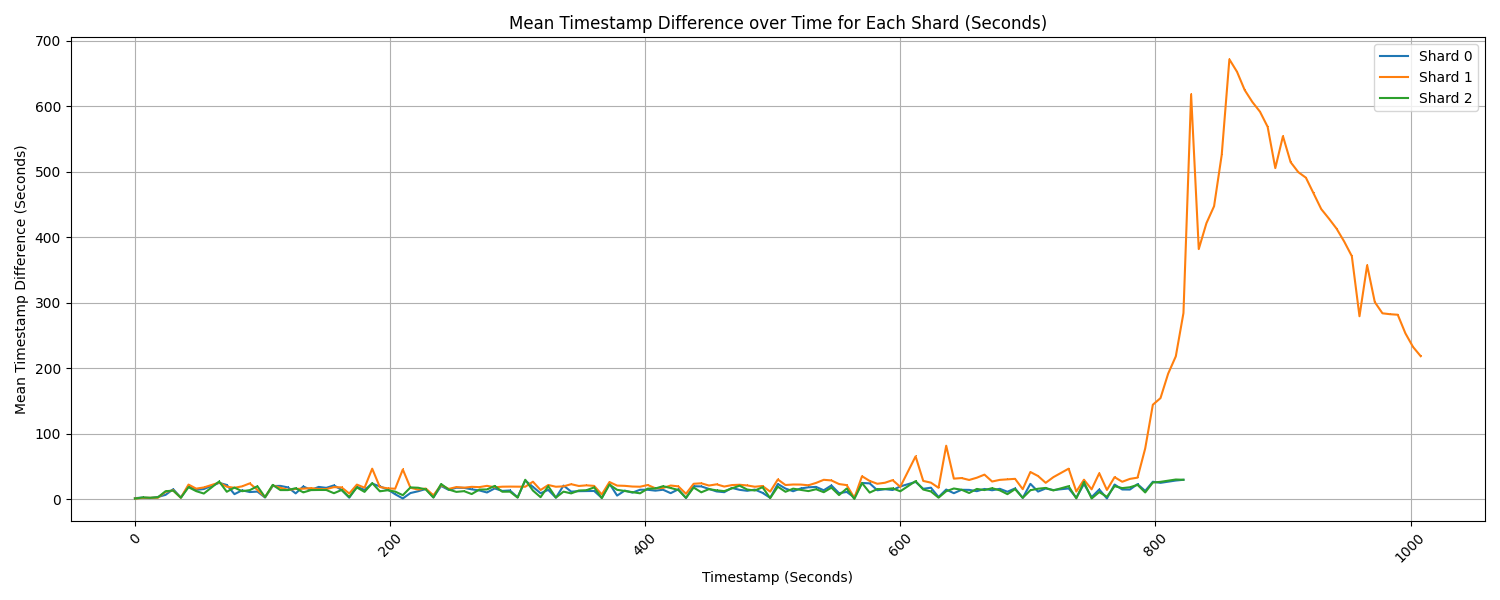 Mean Timestamp Difference over Time for Each Shard (Seconds)
700
600
500
400
300
200
100
0
Mean Timestamp Difference (Seconds)
Shard 0
Shard 1
Shard 2
0
200
400
600
800
1000
Timestamp (Seconds)